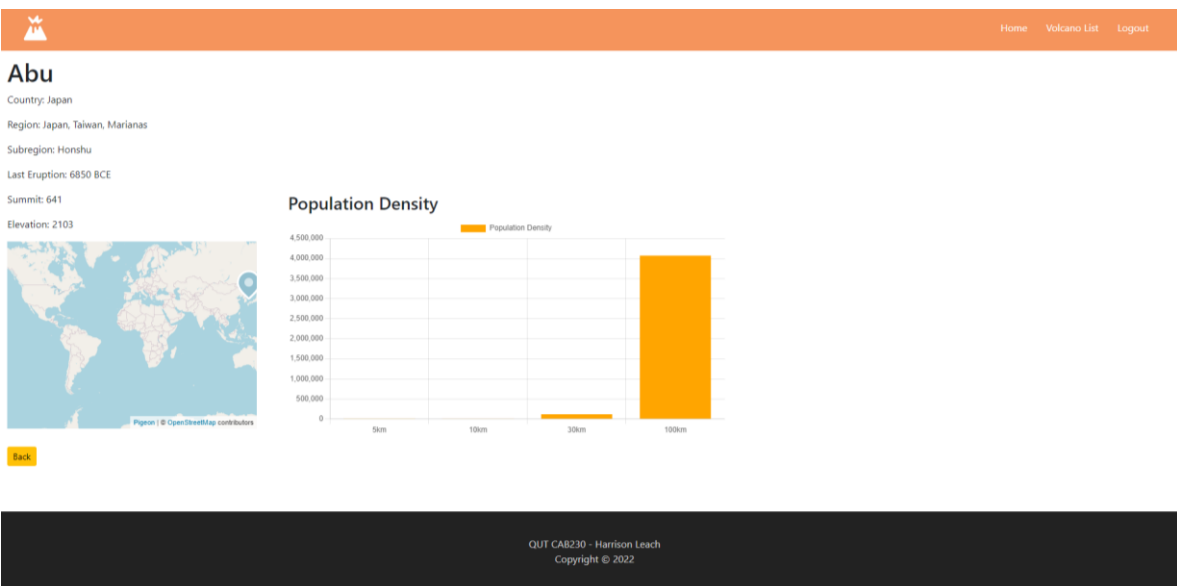 Home Volcano List Logout
Abu
Country: Japan
Region: Japan, Taiwan, Marianas
Subregion: Honshu
Last Eruption: 6850 BCE
Summit: 641
Elevation: 2103
Pigeon | © OpenStreetMap contributors
Back
Population Density
Population Density
4,500,000
4,000,000
3,500,000
3,000,000
2,500,000
2,000,000
1,500,000
1,000,000
500,000
0
5km 10km 30km 100km
QUT CAB230 - Harrison Leach
Copyright © 2022